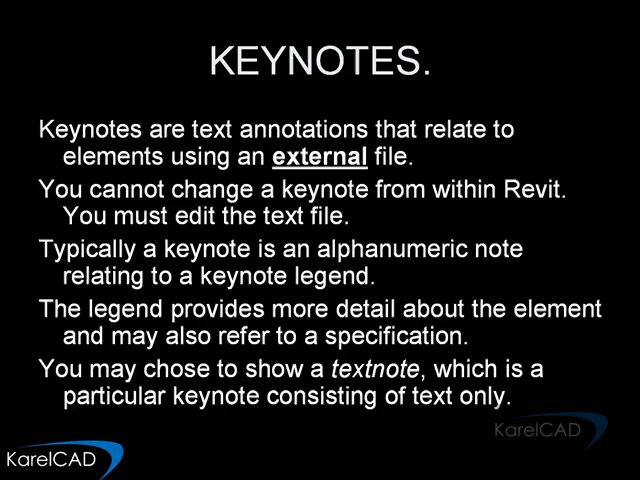 KEYNOTES.
Keynotes are text annotations that relate to
elements using an external file.
You cannot change a keynote from within Revit.
You must edit the text file.
Typically a keynote is an alphanumeric note
relating to a keynote legend.
The legend provides more detail about the element
and may also refer to a specification.
You may chose to show a textnote, which is a
particular keynote consisting of text only.
KarelCAD
KarelCAD